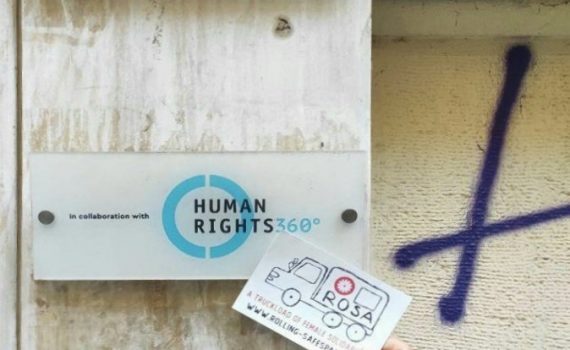 In collaboration with
HUMAN
RIGHTS360°
ROSA
A TRUCKLOAD OF FEMALE